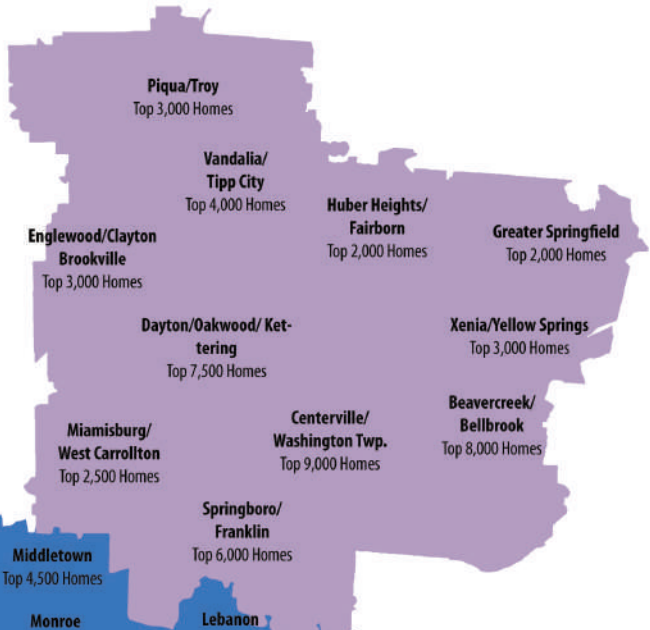 Piqua/Troy
Top 3,000 Homes
Vandalia/
Tipp City
Top 4,000 Homes
Huber Heights/
Fairborn
Top 2,000 Homes
Greater Springfield
Top 2,000 Homes
Englewood/Clayton
Brookville
Top 3,000 Homes
Dayton/Oakwood/ Ket-
tering
Top 7,500 Homes
Xenia/Yellow Springs
Top 3,000 Homes
Beavercreek/
Bellbrook
Top 8,000 Homes
Centerville/
Washington Twp.
Top 9,000 Homes
Miamisburg/
West Carrollton
Top 2,500 Homes
Springboro/
Franklin
Top 6,000 Homes
Middletown
Top 4,500 Homes
Monroe
Lebanon